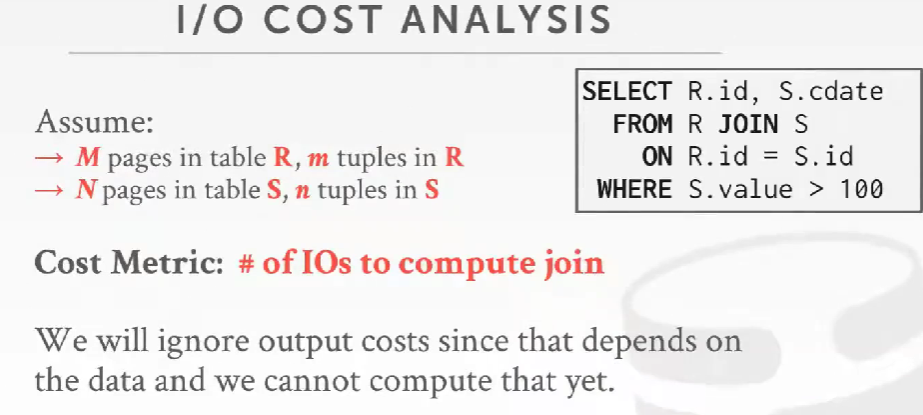 I/O COST ANALYSIS
Assume:
→ M pages in table R, m tuples in R
→ N pages in table S, n tuples in S
SELECT R.id, S.cdate
FROM R JOIN S
ON R.id = S.id
WHERE S.value > 100
Cost Metric: # of IOs to compute join
We will ignore output costs since that depends on
the data and we cannot compute that yet.